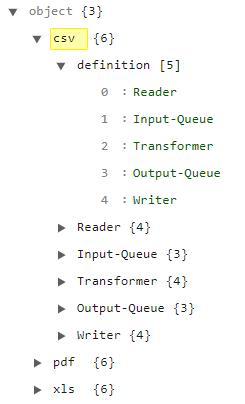 object {3}
csv {6}
definition [5]
0 : Reader
1 : Input-Queue
2 : Transformer
3 : Output-Queue
4 : Writer
Reader {4}
Input-Queue {3}
Transformer {4}
Output-Queue {3}
Writer {4}
pdf {6}
xls {6}